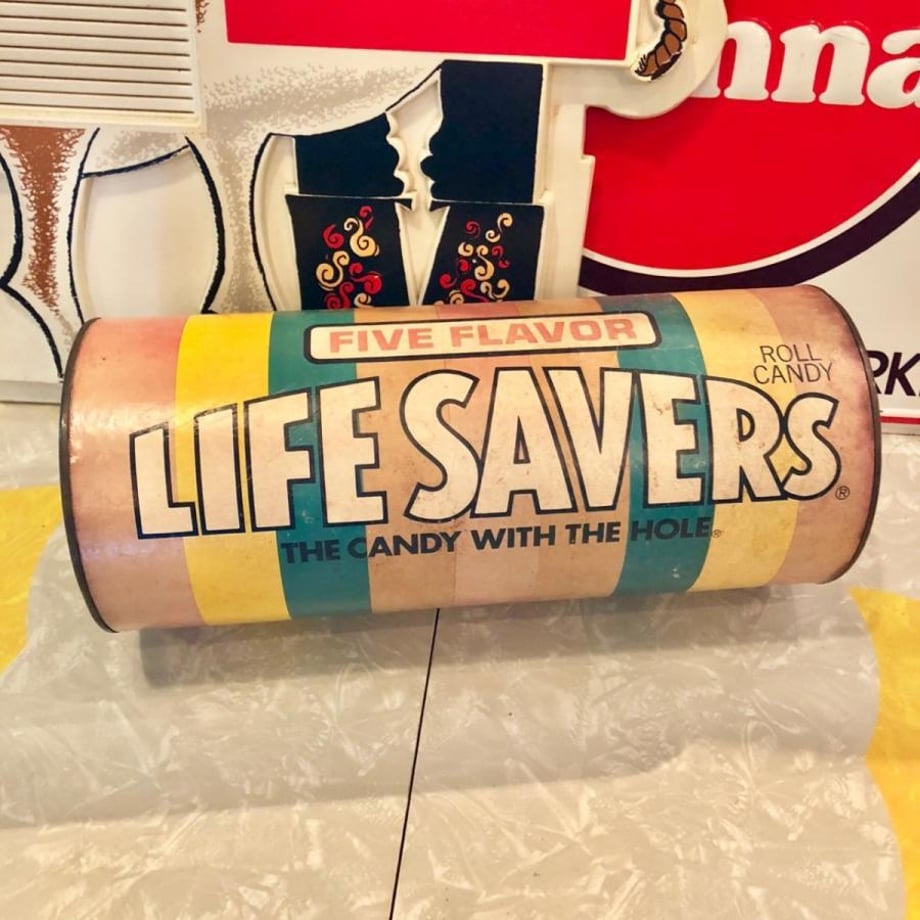 FIVE FLAVOR
ROLL
CANDY
LIFE SAVERS®
THE CANDY WITH THE HOLE®